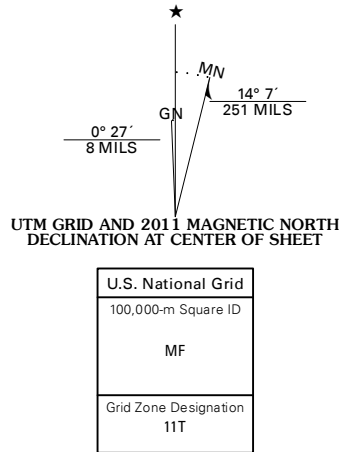 ★
MN
GN
0° 27´
8 MILS
14° 7´
251 MILS
UTM GRID AND 2011 MAGNETIC NORTH
DECLINATION AT CENTER OF SHEET
U.S. National Grid
100,000-m Square ID
MF
Grid Zone Designation
11T